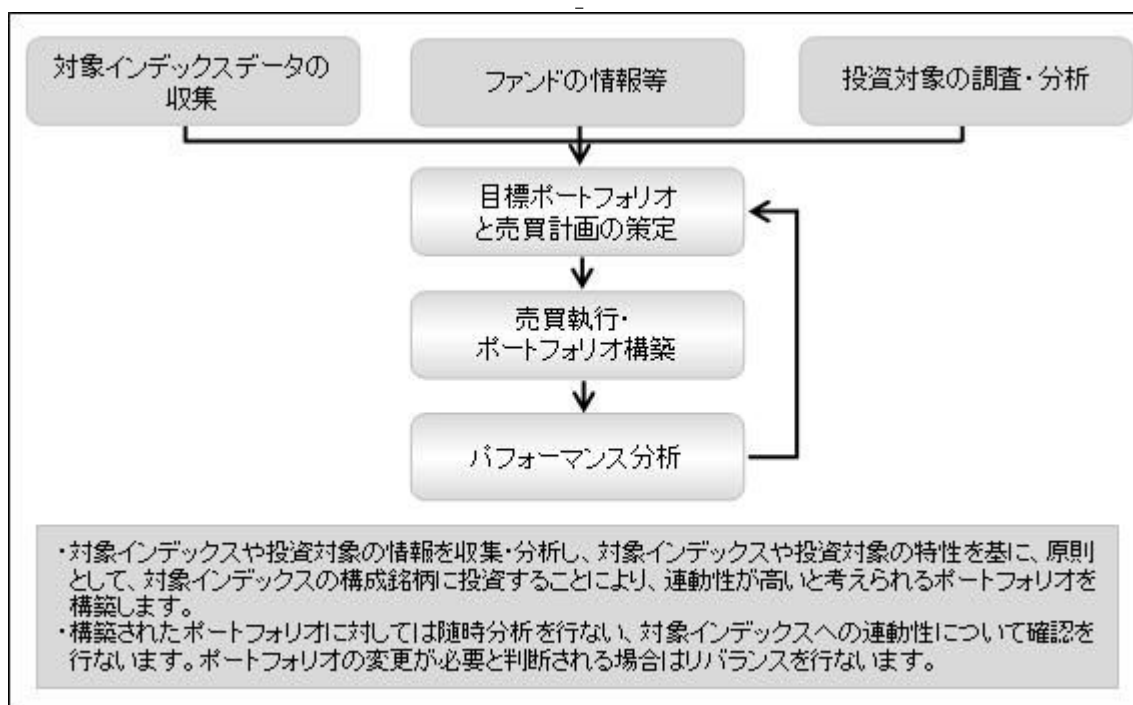 対象インデックスデータの
収集
ファンドの情報等
投資対象の調査・分析
目標ポートフォリオ
と売買計画の策定
売買執行・
ポートフォリオ構築
パフォーマンス分析
・対象インデックスや投資対象の情報を収集・分析し、対象インデックスや投資対象の特性を基に、原則
として、対象インデックスの構成銘柄に投資することにより、連動性が高いと考えられるポートフォリオを
構築します。
・構築されたポートフォリオに対しては随時分析を行ない、対象インデックスへの連動性について確認を
行ないます。ポートフォリオの変更が必要と判断される場合はリバランスを行ないます。